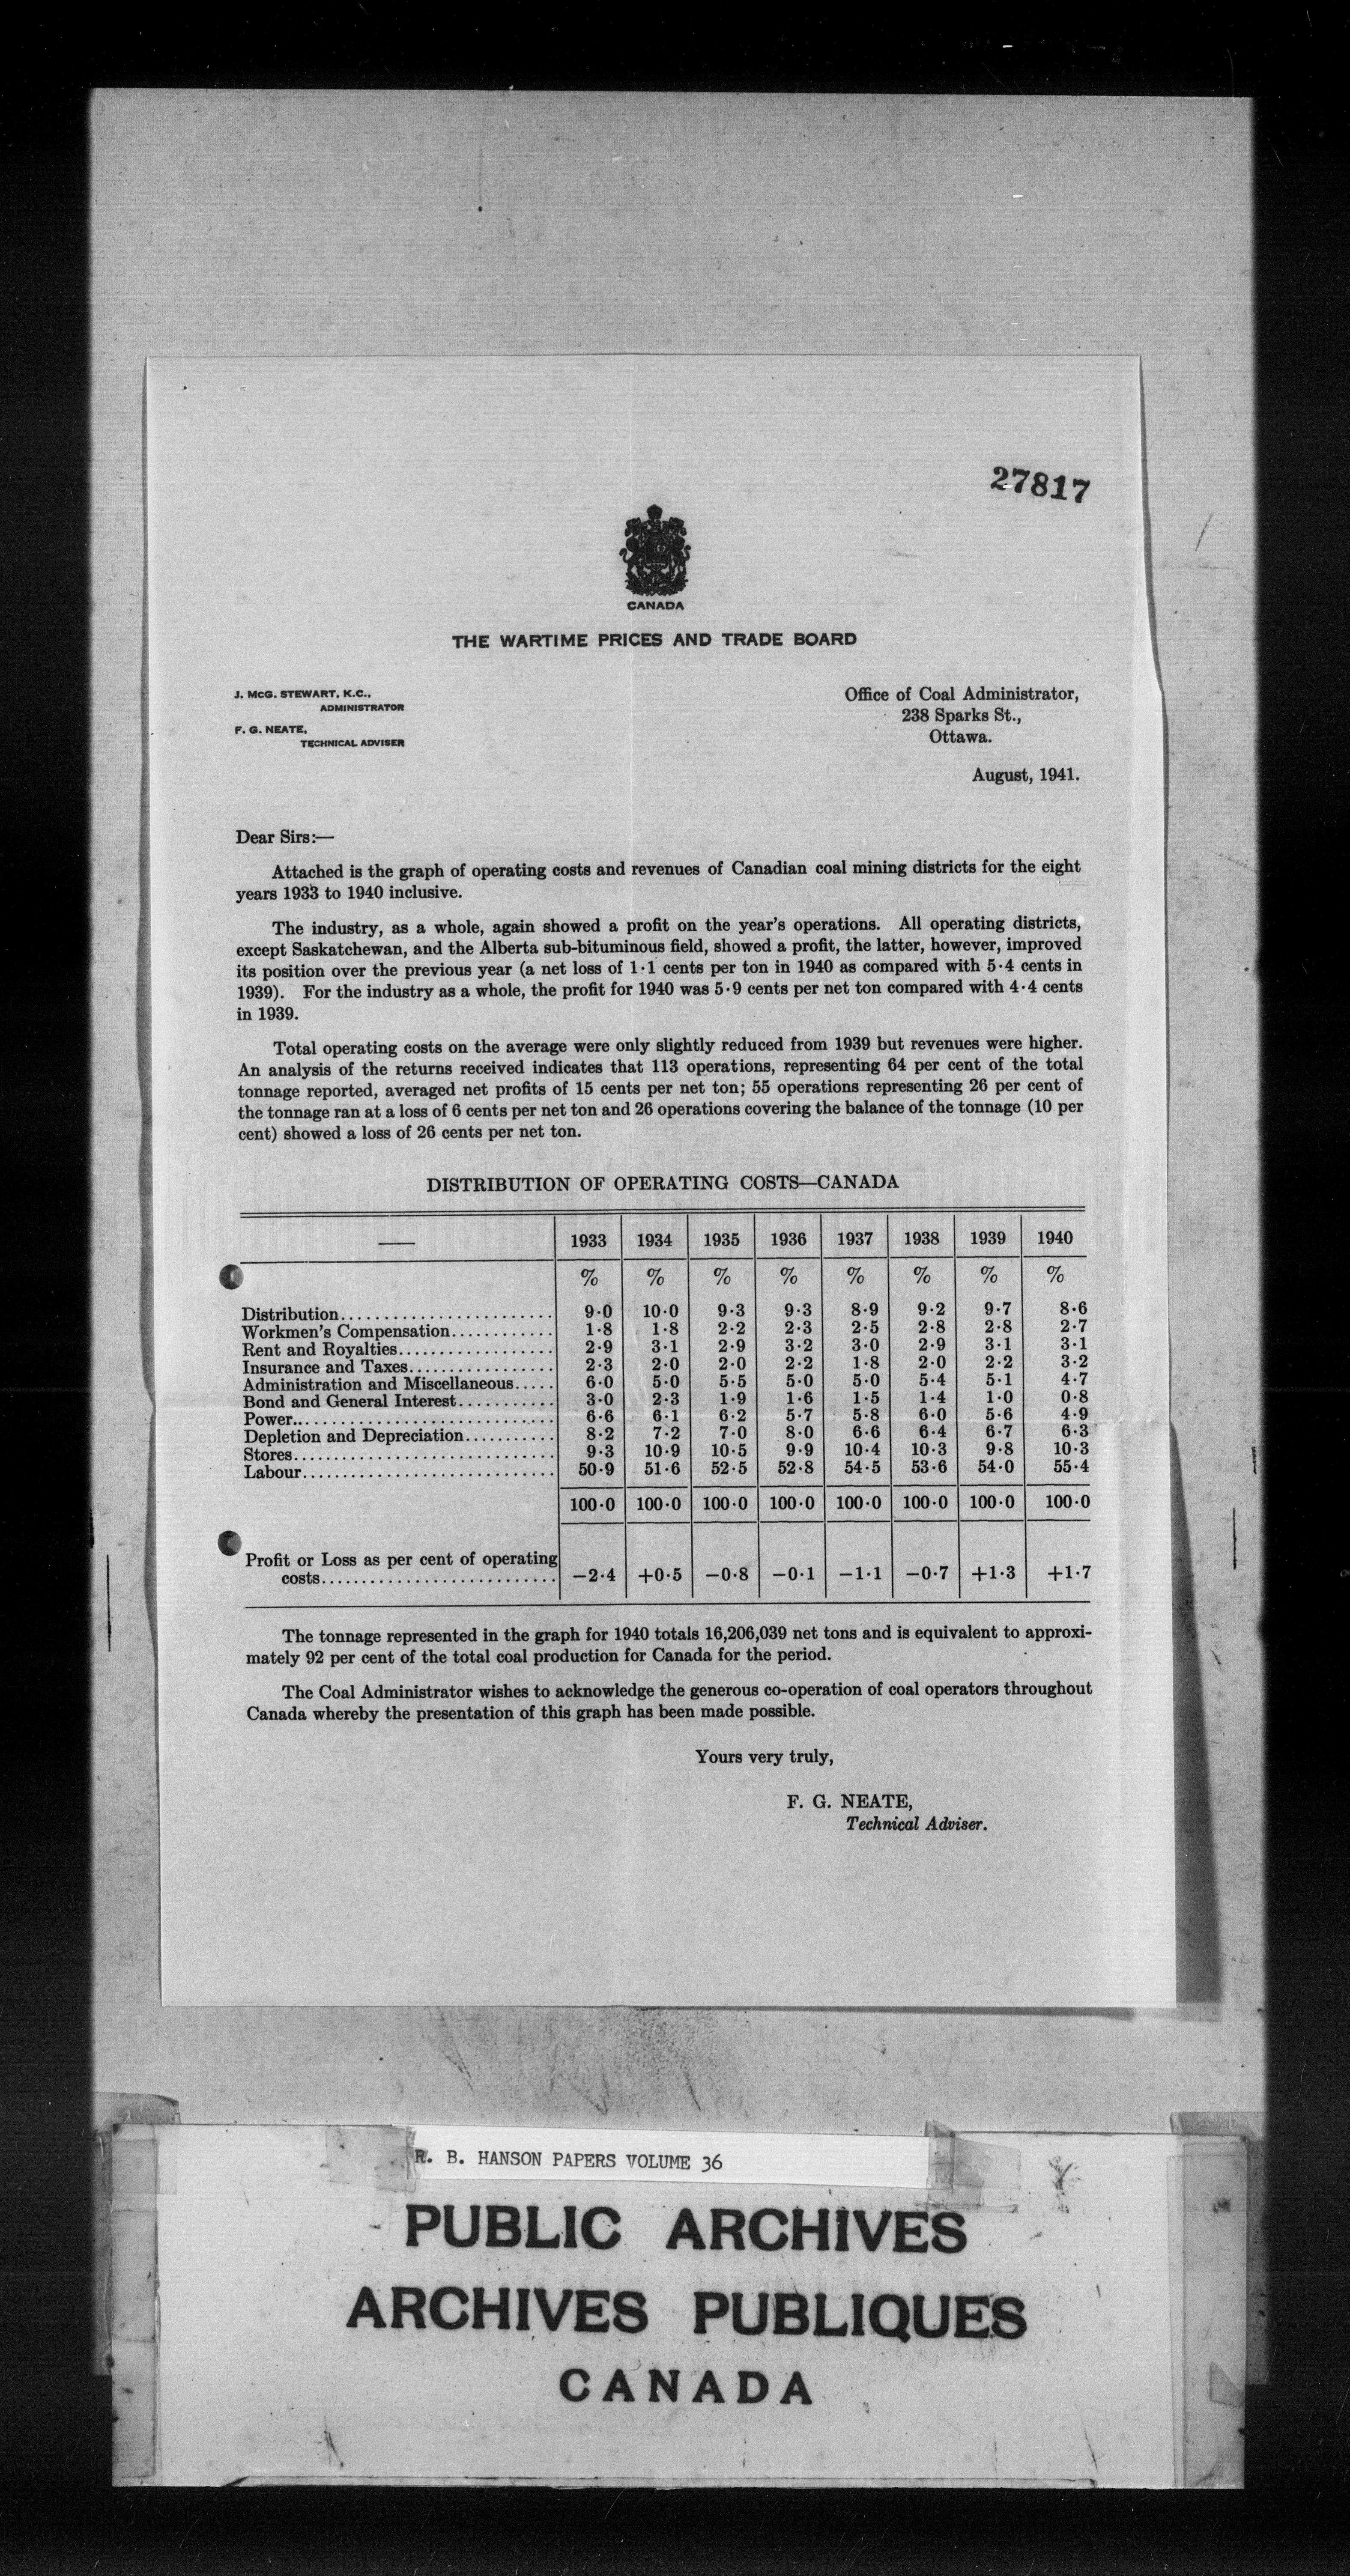 27817
CANADA
THE WARTIME PRICES AND TRADE BOARD
J. McG. STEWART, K.C.,
ADMINISTRATOR
F. G. NEATE,
TECHNICAL ADVISER
Office of Coal Administrator,
238 Sparks St.,
Ottawa.
August, 1941.
Dear Sirs:—
Attached is the graph of operating costs and revenues of Canadian coal mining districts for the eight
years 1933 to 1940 inclusive.
The industry, as a whole, again showed a profit on the year's operations. All operating districts,
except Saskatchewan, and the Alberta sub-bituminous field, showed a profit, the latter, however, improved
its position over the previous year (a net loss of 1·1 cents per ton in 1940 as compared with 5·4 cents in
1939). For the industry as a whole, the profit for 1940 was 5·9 cents per net ton compared with 4·4 cents
in 1939.
Total operating costs on the average were only slightly reduced from 1939 but revenues were higher.
An analysis of the returns received indicates that 113 operations, representing 64 per cent of the total
tonnage reported, averaged net profits of 15 cents per net ton; 55 operations representing 26 per cent of
the tonnage ran at a loss of 6 cents per net ton and 26 operations covering the balance of the tonnage (10 per
cent) showed a loss of 26 cents per net ton.
DISTRIBUTION OF OPERATING COSTS—CANADA
— 1933 1934 1935 1936 1937 1938 1939 1940
% % % % % % % %
Distribution.......................... 9·0 10·0 9·3 9·3 8·9 9·2 9·7 8·6
Workmen's Compensation............. 1·8 1·8 2·2 2·3 2·5 2·8 2·8 2·7
Rent and Royalties................... 2·9 3·1 2·9 3·2 3·0 2·9 3·1 3·1
Insurance and Taxes.................. 2·3 2·0 2·0 2·2 1·8 2·0 2·2 3·2
Administration and Miscellaneous..... 6·0 5·0 5·5 5·0 5·0 5·4 5·1 4·7
Bond and General Interest............ 3·0 2·3 1·9 1·6 1·5 1·4 1·0 0·8
Power................................ 6·6 6·1 6·2 5·7 5·8 6·0 5·6 4·9
Depletion and Depreciation........... 8·2 7·2 7·0 8·0 6·6 6·4 6·7 6·3
Stores................................ 9·3 10·9 10·5 9·9 10·4 10·3 9·8 10·3
Labour............................... 50·9 51·6 52·5 52·8 54·5 53·6 54·0 55·4
100·0 100·0 100·0 100·0 100·0 100·0 100·0 100·0
Profit or Loss as per cent of operating
costs............................ −2·4 +0·5 −0·8 −0·1 −1·1 −0·7 +1·3 +1·7
The tonnage represented in the graph for 1940 totals 16,206,039 net tons and is equivalent to approxi-
mately 92 per cent of the total coal production for Canada for the period.
The Coal Administrator wishes to acknowledge the generous co-operation of coal operators throughout
Canada whereby the presentation of this graph has been made possible.
Yours very truly,
F. G. NEATE,
Technical Adviser.
R. B. HANSON PAPERS VOLUME 36
PUBLIC ARCHIVES
ARCHIVES PUBLIQUES
CANADA